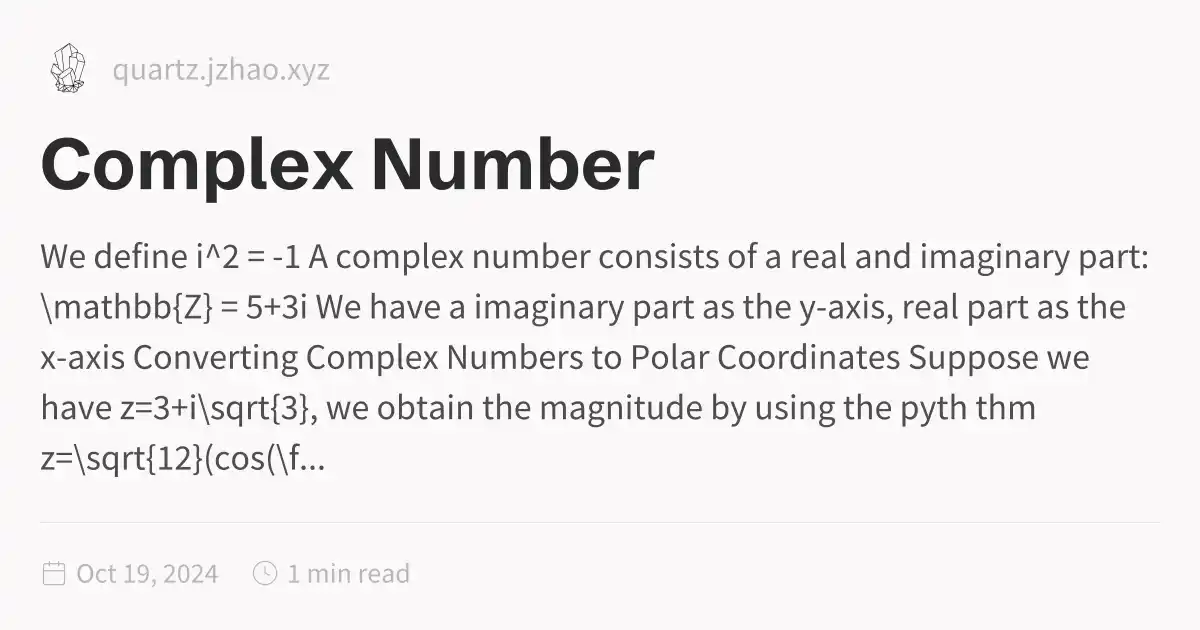 quartz.jzhao.xyz
Complex Number
We define i^2 = -1 A complex number consists of a real and imaginary part:
\mathbb{Z} = 5+3i We have a imaginary part as the y-axis, real part as the
x-axis Converting Complex Numbers to Polar Coordinates Suppose we
have z=3+i\sqrt{3}, we obtain the magnitude by using the pyth thm
z=\sqrt{12}(cos(\f...
Oct 19, 2024 1 min read